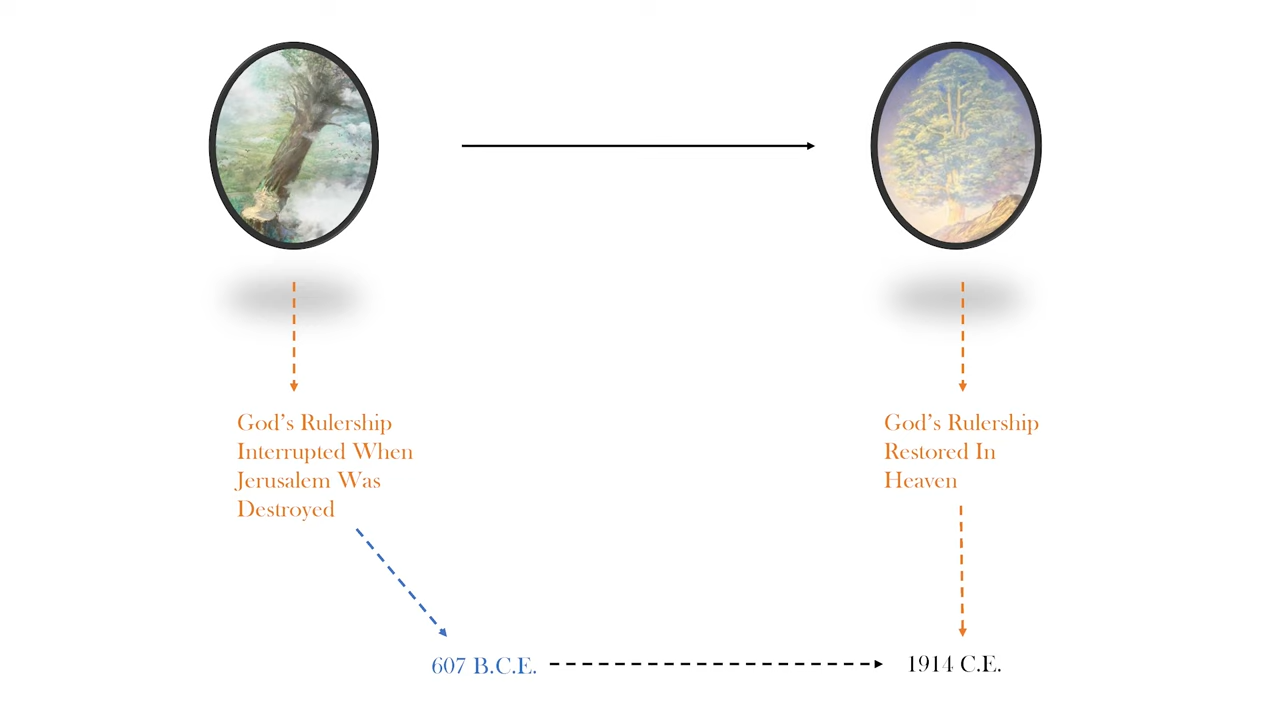 God's Rulership
Interrupted When
Jerusalem Was
Destroyed
God's Rulership
Restored In
Heaven
607 B.C.E.
1914 C.E.